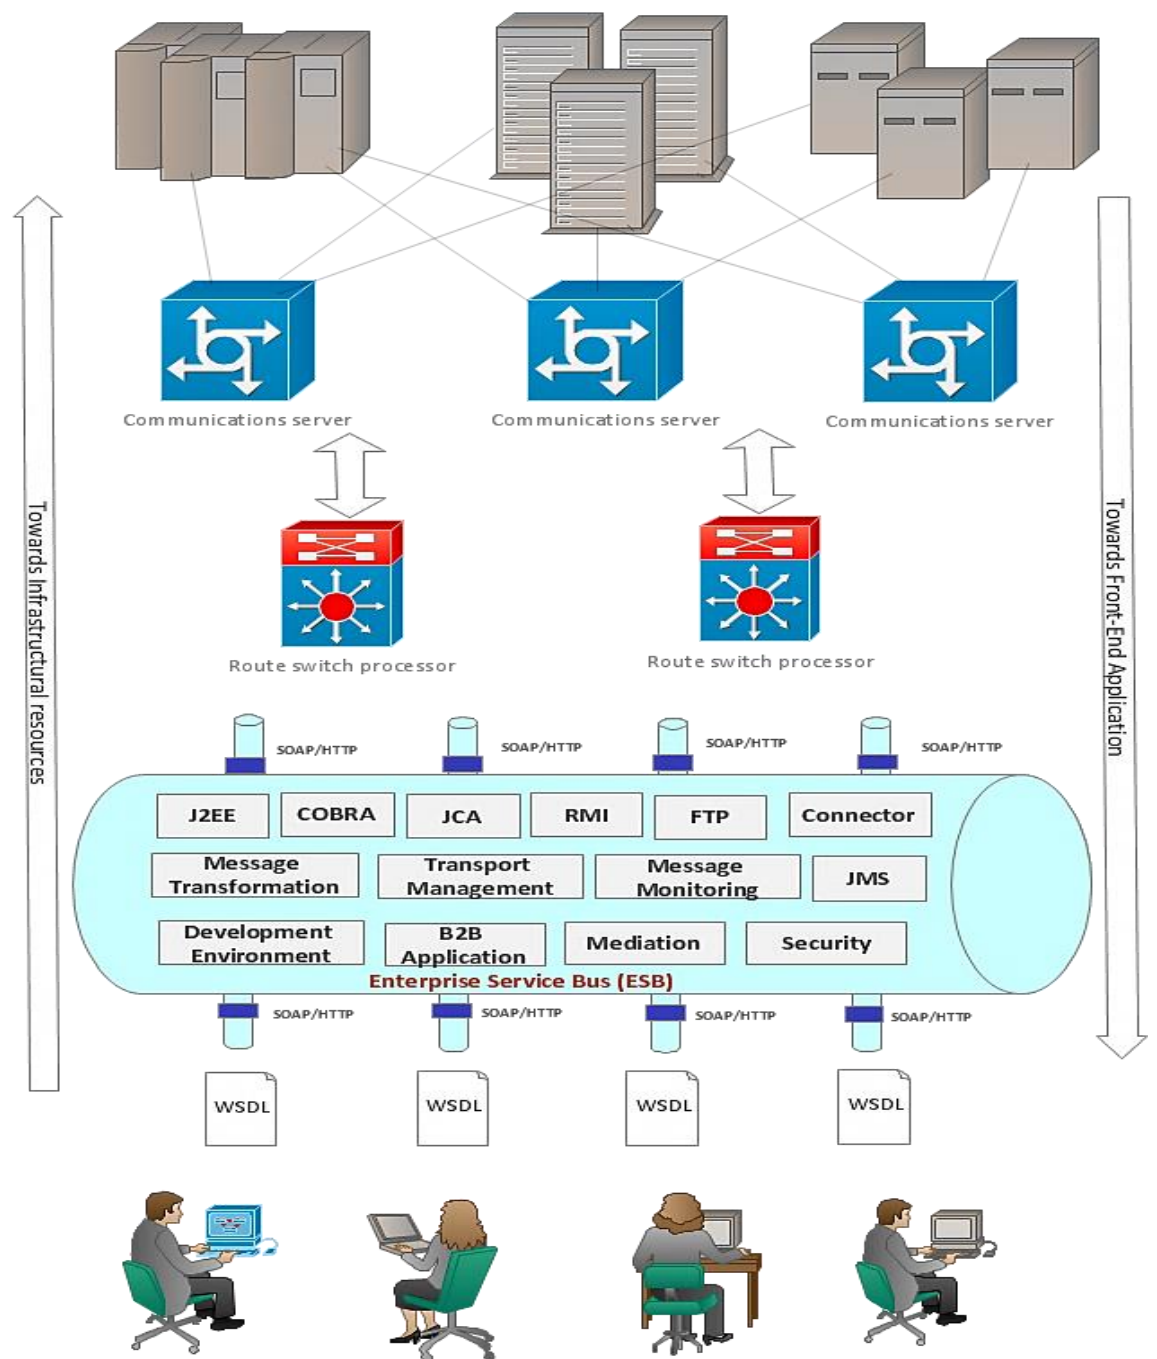 Communications server
Communications server
Communications server
Towards Infrastructural resources
Towards Front-End Application
Route switch processor
Route switch processor
SOAP/HTTP
SOAP/HTTP
SOAP/HTTP
SOAP/HTTP
J2EE
COBRA
JCA
RMI
FTP
Connector
Message
Transformation
Transport
Management
Message
Monitoring
JMS
Development
Environment
B2B
Application
Mediation
Security
Enterprise Service Bus (ESB)
SOAP/HTTP
SOAP/HTTP
SOAP/HTTP
SOAP/HTTP
WSDL
WSDL
WSDL
WSDL